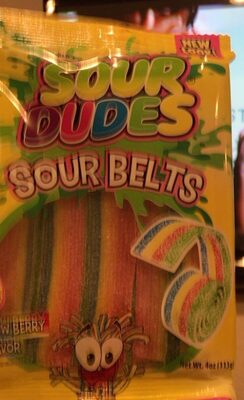 NEW
SOUR
DUDES
SOUR BELTS
Net Wt. 4oz (113g)